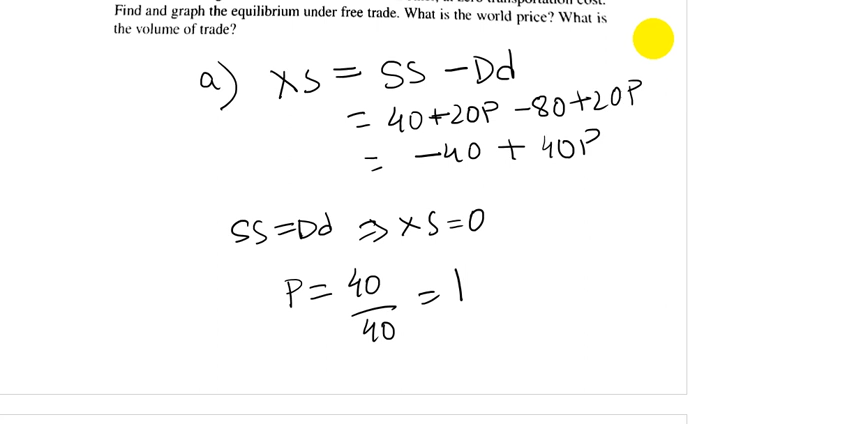 Find and graph the equilibrium under free trade. What is the world price? What is
the volume of trade?
a) XS = SS - Dd
= 40+20P -80+20P
= -40 + 40P
SS=Dd ⇒ XS=0
P = 40/40 = 1